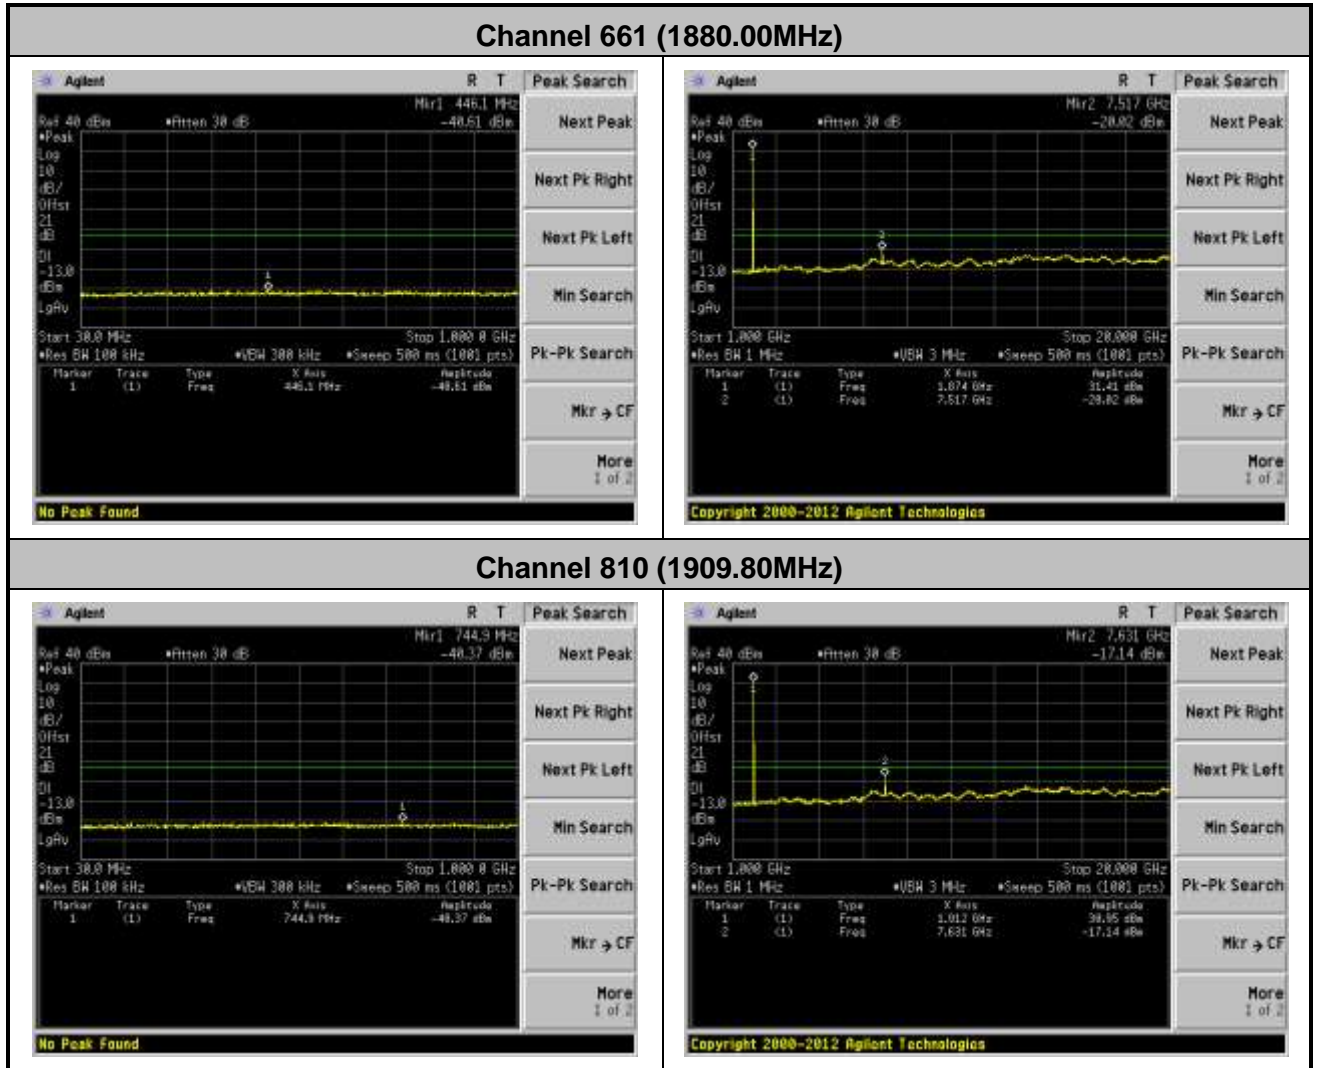 Channel 661 (1880.00MHz)
Agilent R T Peak Search
Mkr1 446.1 MHz
Ref 40 dBm #Atten 30 dB -40.61 dBm
#Peak
Log
10
dB/
Offst
21
dB
DI
-13.0
dBm
LgAv
1
Start 30.0 MHz Stop 1.000 0 GHz
#Res BW 100 kHz #VBW 300 kHz #Sweep 500 ms (1001 pts)
Marker Trace Type X Axis Amplitude
1 (1) Freq 446.1 MHz -40.61 dBm
No Peak Found
Next Peak
Next Pk Right
Next Pk Left
Min Search
Pk-Pk Search
Mkr → CF
More
1 of 2
Agilent R T Peak Search
Mkr2 7.517 GHz
Ref 40 dBm #Atten 30 dB -20.02 dBm
#Peak
Log
10
dB/
Offst
21
dB
DI
-13.0
dBm
LgAv
2
Start 1.000 GHz Stop 20.000 GHz
#Res BW 1 MHz #VBW 3 MHz #Sweep 500 ms (1001 pts)
Marker Trace Type X Axis Amplitude
1 (1) Freq 1.874 GHz 31.41 dBm
2 (1) Freq 7.517 GHz -20.02 dBm
Copyright 2000-2012 Agilent Technologies
Next Peak
Next Pk Right
Next Pk Left
Min Search
Pk-Pk Search
Mkr → CF
More
1 of 2
Channel 810 (1909.80MHz)
Agilent R T Peak Search
Mkr1 744.9 MHz
Ref 40 dBm #Atten 30 dB -40.37 dBm
#Peak
Log
10
dB/
Offst
21
dB
DI
-13.0
dBm
LgAv
1
Start 30.0 MHz Stop 1.000 0 GHz
#Res BW 100 kHz #VBW 300 kHz #Sweep 500 ms (1001 pts)
Marker Trace Type X Axis Amplitude
1 (1) Freq 744.9 MHz -40.37 dBm
No Peak Found
Next Peak
Next Pk Right
Next Pk Left
Min Search
Pk-Pk Search
Mkr → CF
More
1 of 2
Agilent R T Peak Search
Mkr2 7.631 GHz
Ref 40 dBm #Atten 30 dB -17.14 dBm
#Peak
Log
10
dB/
Offst
21
dB
DI
-13.0
dBm
LgAv
2
Start 1.000 GHz Stop 20.000 GHz
#Res BW 1 MHz #VBW 3 MHz #Sweep 500 ms (1001 pts)
Marker Trace Type X Axis Amplitude
1 (1) Freq 1.912 GHz dBm
2 (1) Freq 7.631 GHz -17.14 dBm
Copyright 2000-2012 Agilent Technologies
Next Peak
Next Pk Right
Next Pk Left
Min Search
Pk-Pk Search
Mkr → CF
More
1 of 2